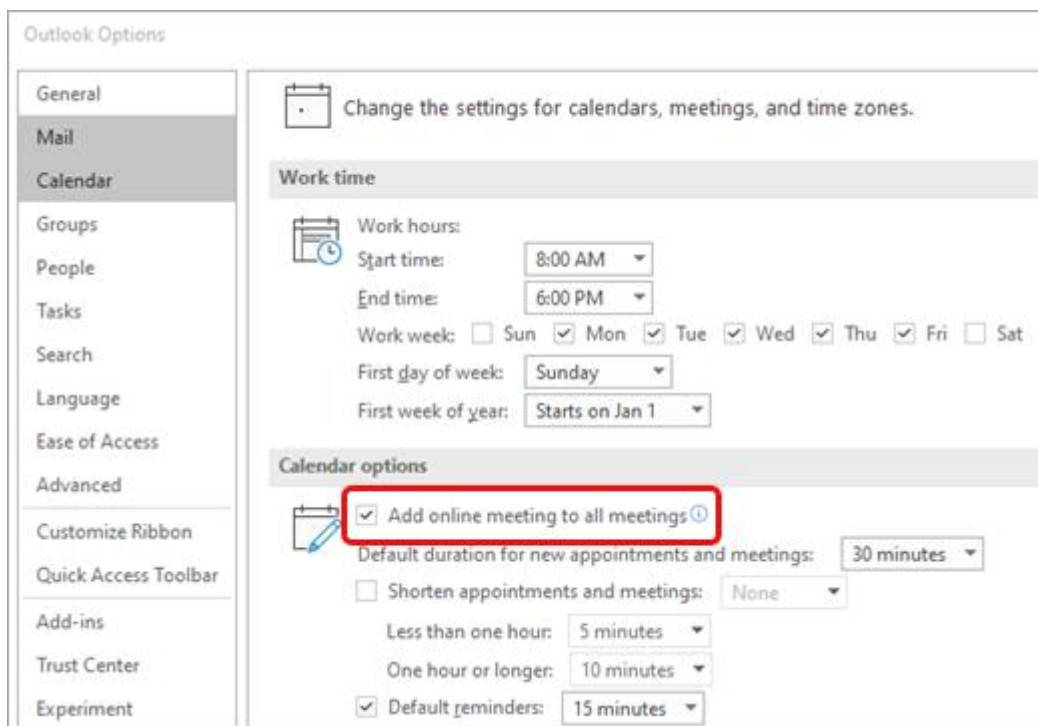 Outlook Options
General
Mail
Calendar
Groups
People
Tasks
Search
Language
Ease of Access
Advanced
Customize Ribbon
Quick Access Toolbar
Add-ins
Trust Center
Experiment
Change the settings for calendars, meetings, and time zones.
Work time
Work hours:
Start time: 8:00 AM
End time: 6:00 PM
Work week: Sun Mon Tue Wed Thu Fri Sat
First day of week: Sunday
First week of year: Starts on Jan 1
Calendar options
Add online meeting to all meetings
Default duration for new appointments and meetings: 30 minutes
Shorten appointments and meetings: None
Less than one hour: 5 minutes
One hour or longer: 10 minutes
Default reminders: 15 minutes